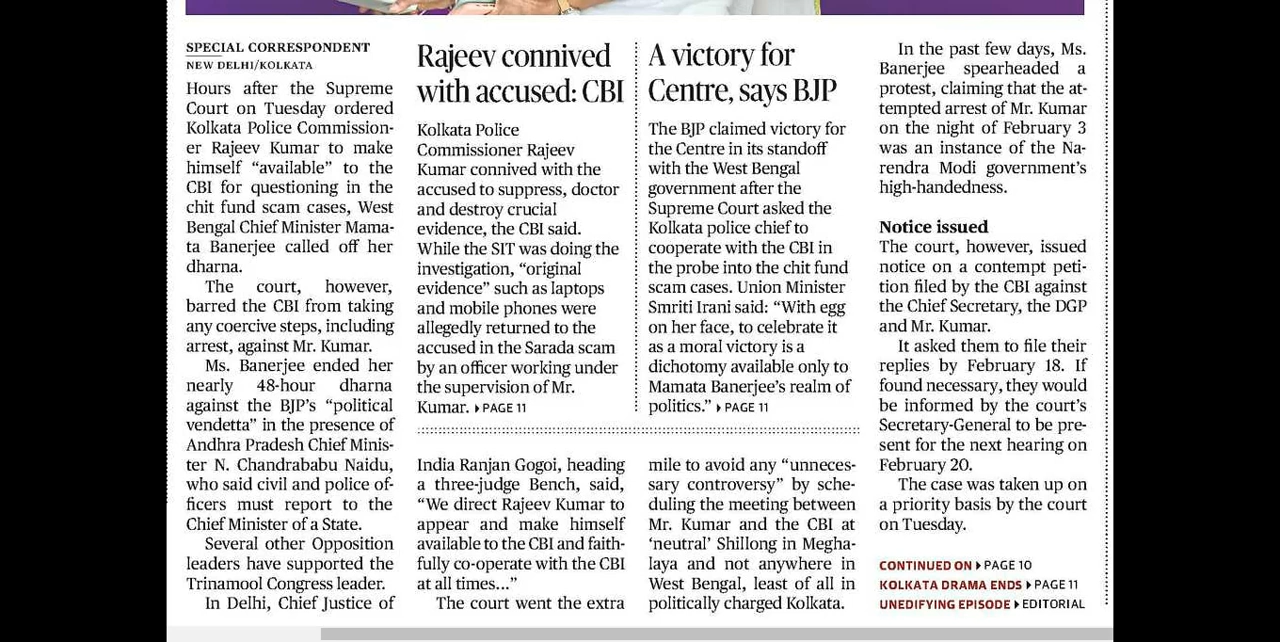 SPECIAL CORRESPONDENT
NEW DELHI/KOLKATA
Hours after the Supreme
Court on Tuesday ordered
Kolkata Police Commission-
er Rajeev Kumar to make
himself “available” to the
CBI for questioning in the
chit fund scam cases, West
Bengal Chief Minister Mama-
ta Banerjee called off her
dharna.
The court, however,
barred the CBI from taking
any coercive steps, including
arrest, against Mr. Kumar.
Ms. Banerjee ended her
nearly 48-hour dharna
against the BJP’s “political
vendetta” in the presence of
Andhra Pradesh Chief Minis-
ter N. Chandrababu Naidu,
who said civil and police of-
ficers must report to the
Chief Minister of a State.
Several other Opposition
leaders have supported the
Trinamool Congress leader.
In Delhi, Chief Justice of
India Ranjan Gogoi, heading
a three-judge Bench, said,
“We direct Rajeev Kumar to
appear and make himself
available to the CBI and faith-
fully co-operate with the CBI
at all times...”
The court went the extra
mile to avoid any “unneces-
sary controversy” by sche-
duling the meeting between
Mr. Kumar and the CBI at
‘neutral’ Shillong in Megha-
laya and not anywhere in
West Bengal, least of all in
politically charged Kolkata.
In the past few days, Ms.
Banerjee spearheaded a
protest, claiming that the at-
tempted arrest of Mr. Kumar
on the night of February 3
was an instance of the Na-
rendra Modi government’s
high-handedness.
Notice issued
The court, however, issued
notice on a contempt peti-
tion filed by the CBI against
the Chief Secretary, the DGP
and Mr. Kumar.
It asked them to file their
replies by February 18. If
found necessary, they would
be informed by the court’s
Secretary-General to be pre-
sent for the next hearing on
February 20.
The case was taken up on
a priority basis by the court
on Tuesday.
CONTINUED ON ▸ PAGE 10
KOLKATA DRAMA ENDS ▸ PAGE 11
UNEDIFYING EPISODE ▸ EDITORIAL
Rajeev connived
with accused: CBI
Kolkata Police
Commissioner Rajeev
Kumar connived with the
accused to suppress, doctor
and destroy crucial
evidence, the CBI said.
While the SIT was doing the
investigation, “original
evidence” such as laptops
and mobile phones were
allegedly returned to the
accused in the Sarada scam
by an officer working under
the supervision of Mr.
Kumar. ▸ PAGE 11
A victory for
Centre, says BJP
The BJP claimed victory for
the Centre in its standoff
with the West Bengal
government after the
Supreme Court asked the
Kolkata police chief to
cooperate with the CBI in
the probe into the chit fund
scam cases. Union Minister
Smriti Irani said: “With egg
on her face, to celebrate it
as a moral victory is a
dichotomy available only to
Mamata Banerjee’s realm of
politics.” ▸ PAGE 11